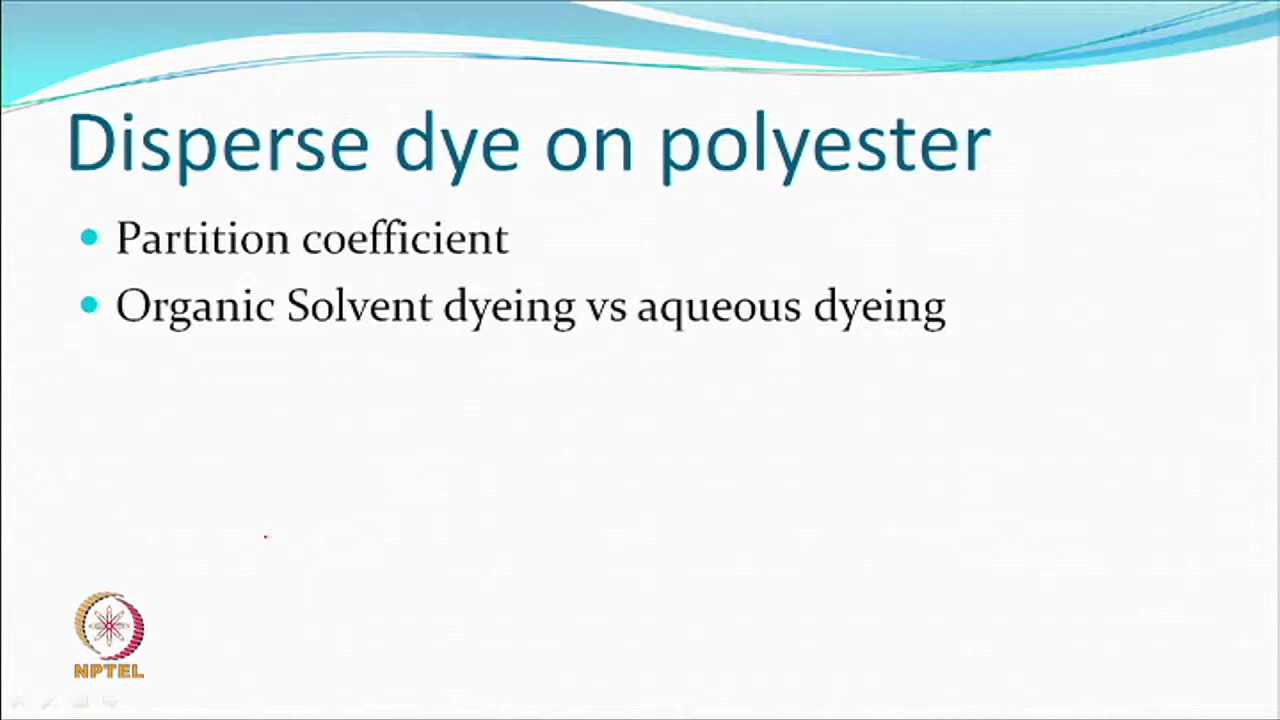 Disperse dye on polyester
Partition coefficient
Organic Solvent dyeing vs aqueous dyeing
NPTEL